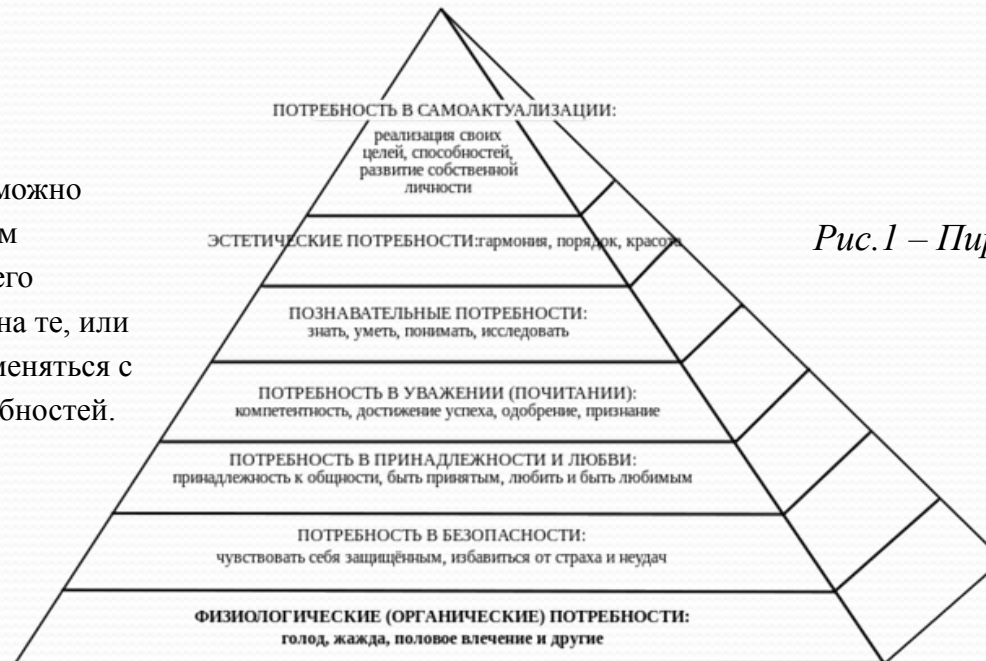 ПОТРЕБНОСТЬ В САМОАКТУАЛИЗАЦИИ:
реализация своих
целей, способностей,
развитие собственной
личности
можно
м
его
на те, или
меняться с
бностей.
Рис.1 – Пир
ЭСТЕТИЧЕСКИЕ ПОТРЕБНОСТИ:гармония, порядок, красота
ПОЗНАВАТЕЛЬНЫЕ ПОТРЕБНОСТИ:
знать, уметь, понимать, исследовать
ПОТРЕБНОСТЬ В УВАЖЕНИИ (ПОЧИТАНИИ):
компетентность, достижение успеха, одобрение, признание
ПОТРЕБНОСТЬ В ПРИНАДЛЕЖНОСТИ И ЛЮБВИ:
принадлежность к общности, быть принятым, любить и быть любимым
ПОТРЕБНОСТЬ В БЕЗОПАСНОСТИ:
чувствовать себя защищённым, избавиться от страха и неудач
ФИЗИОЛОГИЧЕСКИЕ (ОРГАНИЧЕСКИЕ) ПОТРЕБНОСТИ:
голод, жажда, половое влечение и другие